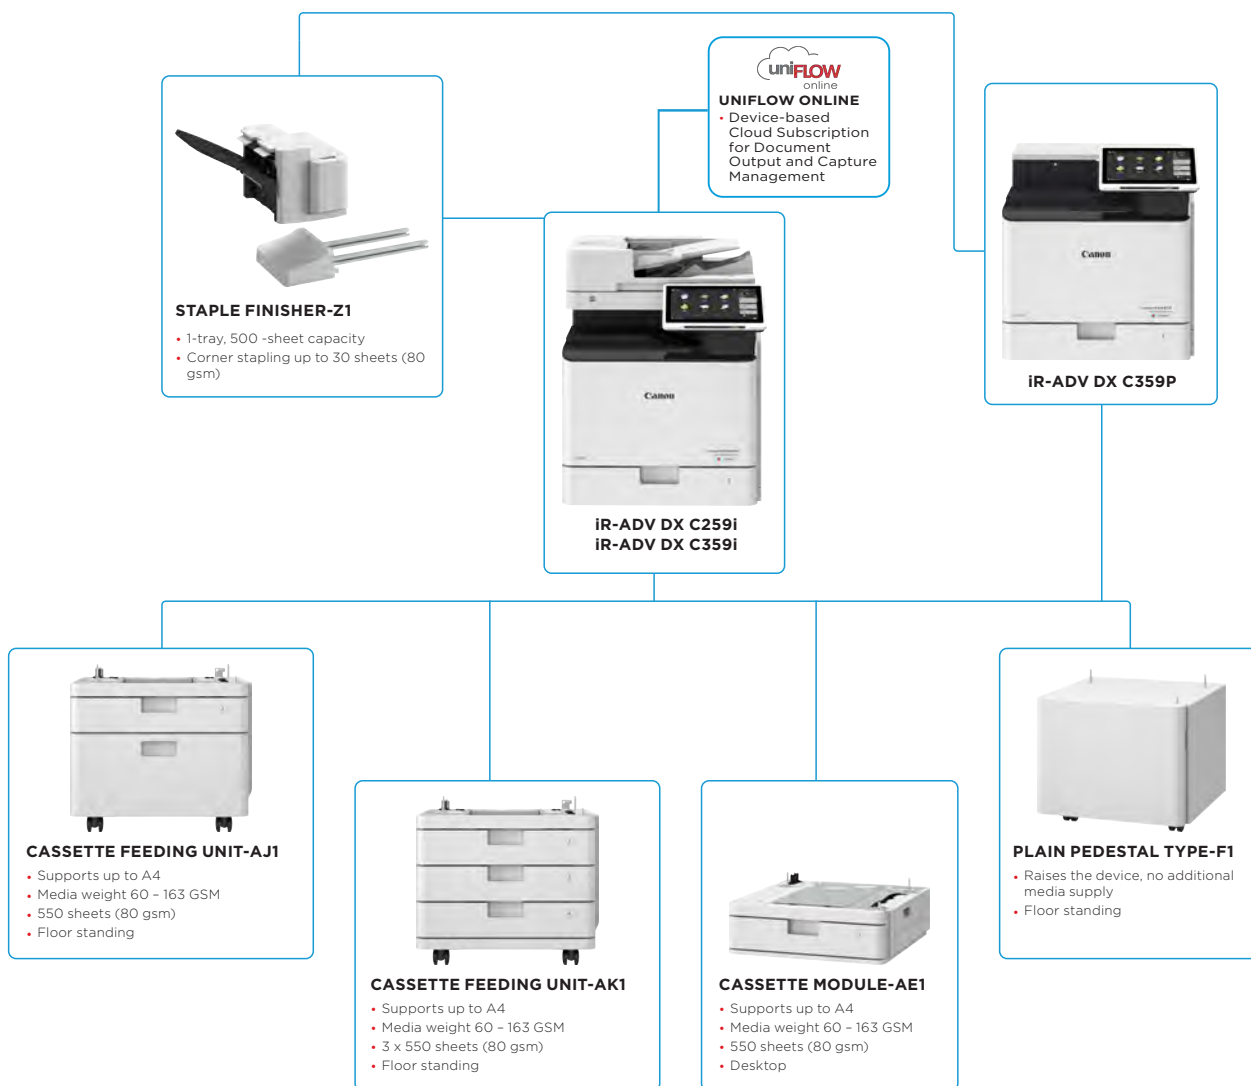 uniFLOW
online
UNIFLOW ONLINE
• Device-based
Cloud Subscription
for Document
Output and Capture
Management
STAPLE FINISHER-Z1
• 1-tray, 500 -sheet capacity
• Corner stapling up to 30 sheets (80
gsm)
Canon
iR-ADV DX C259i
iR-ADV DX C359i
Canon
iR-ADV DX C359P
CASSETTE FEEDING UNIT-AJ1
• Supports up to A4
• Media weight 60 – 163 GSM
• 550 sheets (80 gsm)
• Floor standing
CASSETTE FEEDING UNIT-AK1
• Supports up to A4
• Media weight 60 – 163 GSM
• 3 x 550 sheets (80 gsm)
• Floor standing
CASSETTE MODULE-AE1
• Supports up to A4
• Media weight 60 – 163 GSM
• 550 sheets (80 gsm)
• Desktop
PLAIN PEDESTAL TYPE-F1
• Raises the device, no additional
media supply
• Floor standing